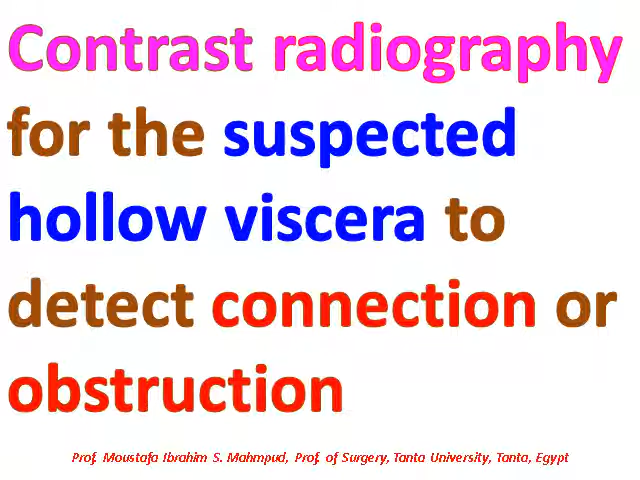 Contrast radiography
for the suspected
hollow viscera to
detect connection or
obstruction
Prof. Moustafa Ibrahim S. Mahmpud, Prof. of Surgery, Tanta University, Tanta, Egypt